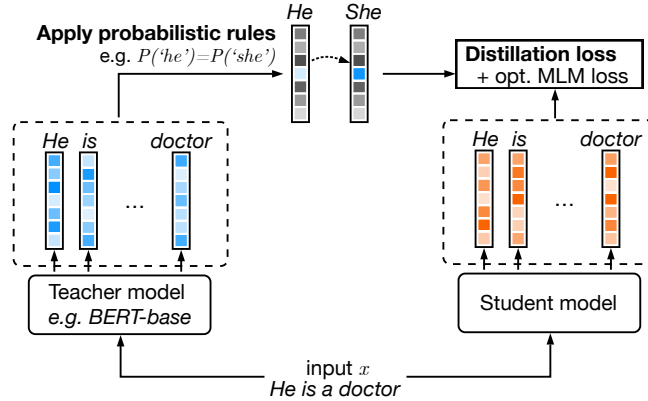 He She
Apply probabilistic rules
e.g. P(‘he’)=P(‘she’)
Distillation loss
+ opt. MLM loss
He is doctor
...
He is doctor
...
Teacher model
e.g. BERT-base
Student model
input x
He is a doctor